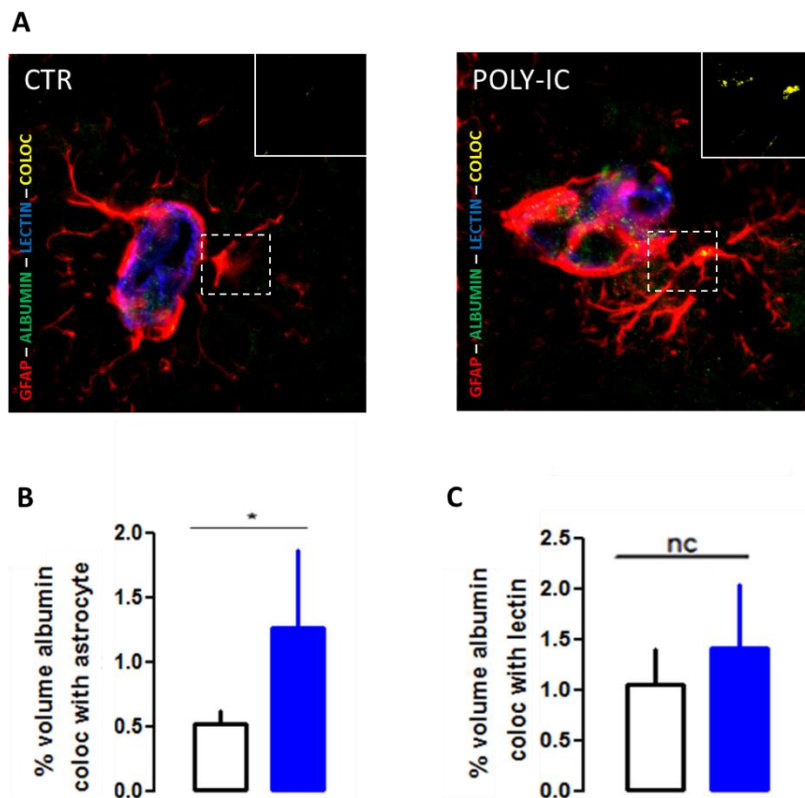 A
CTR
GFAP – ALBUMIN – LECTIN – COLOC
POLY-IC
GFAP – ALBUMIN – LECTIN – COLOC
B
% volume albumin
coloc with astrocyte
2.0
1.5
1.0
0.5
0.0
*
C
% volume albumin
coloc with lectin
2.5
2.0
1.5
1.0
0.5
0.0
nc